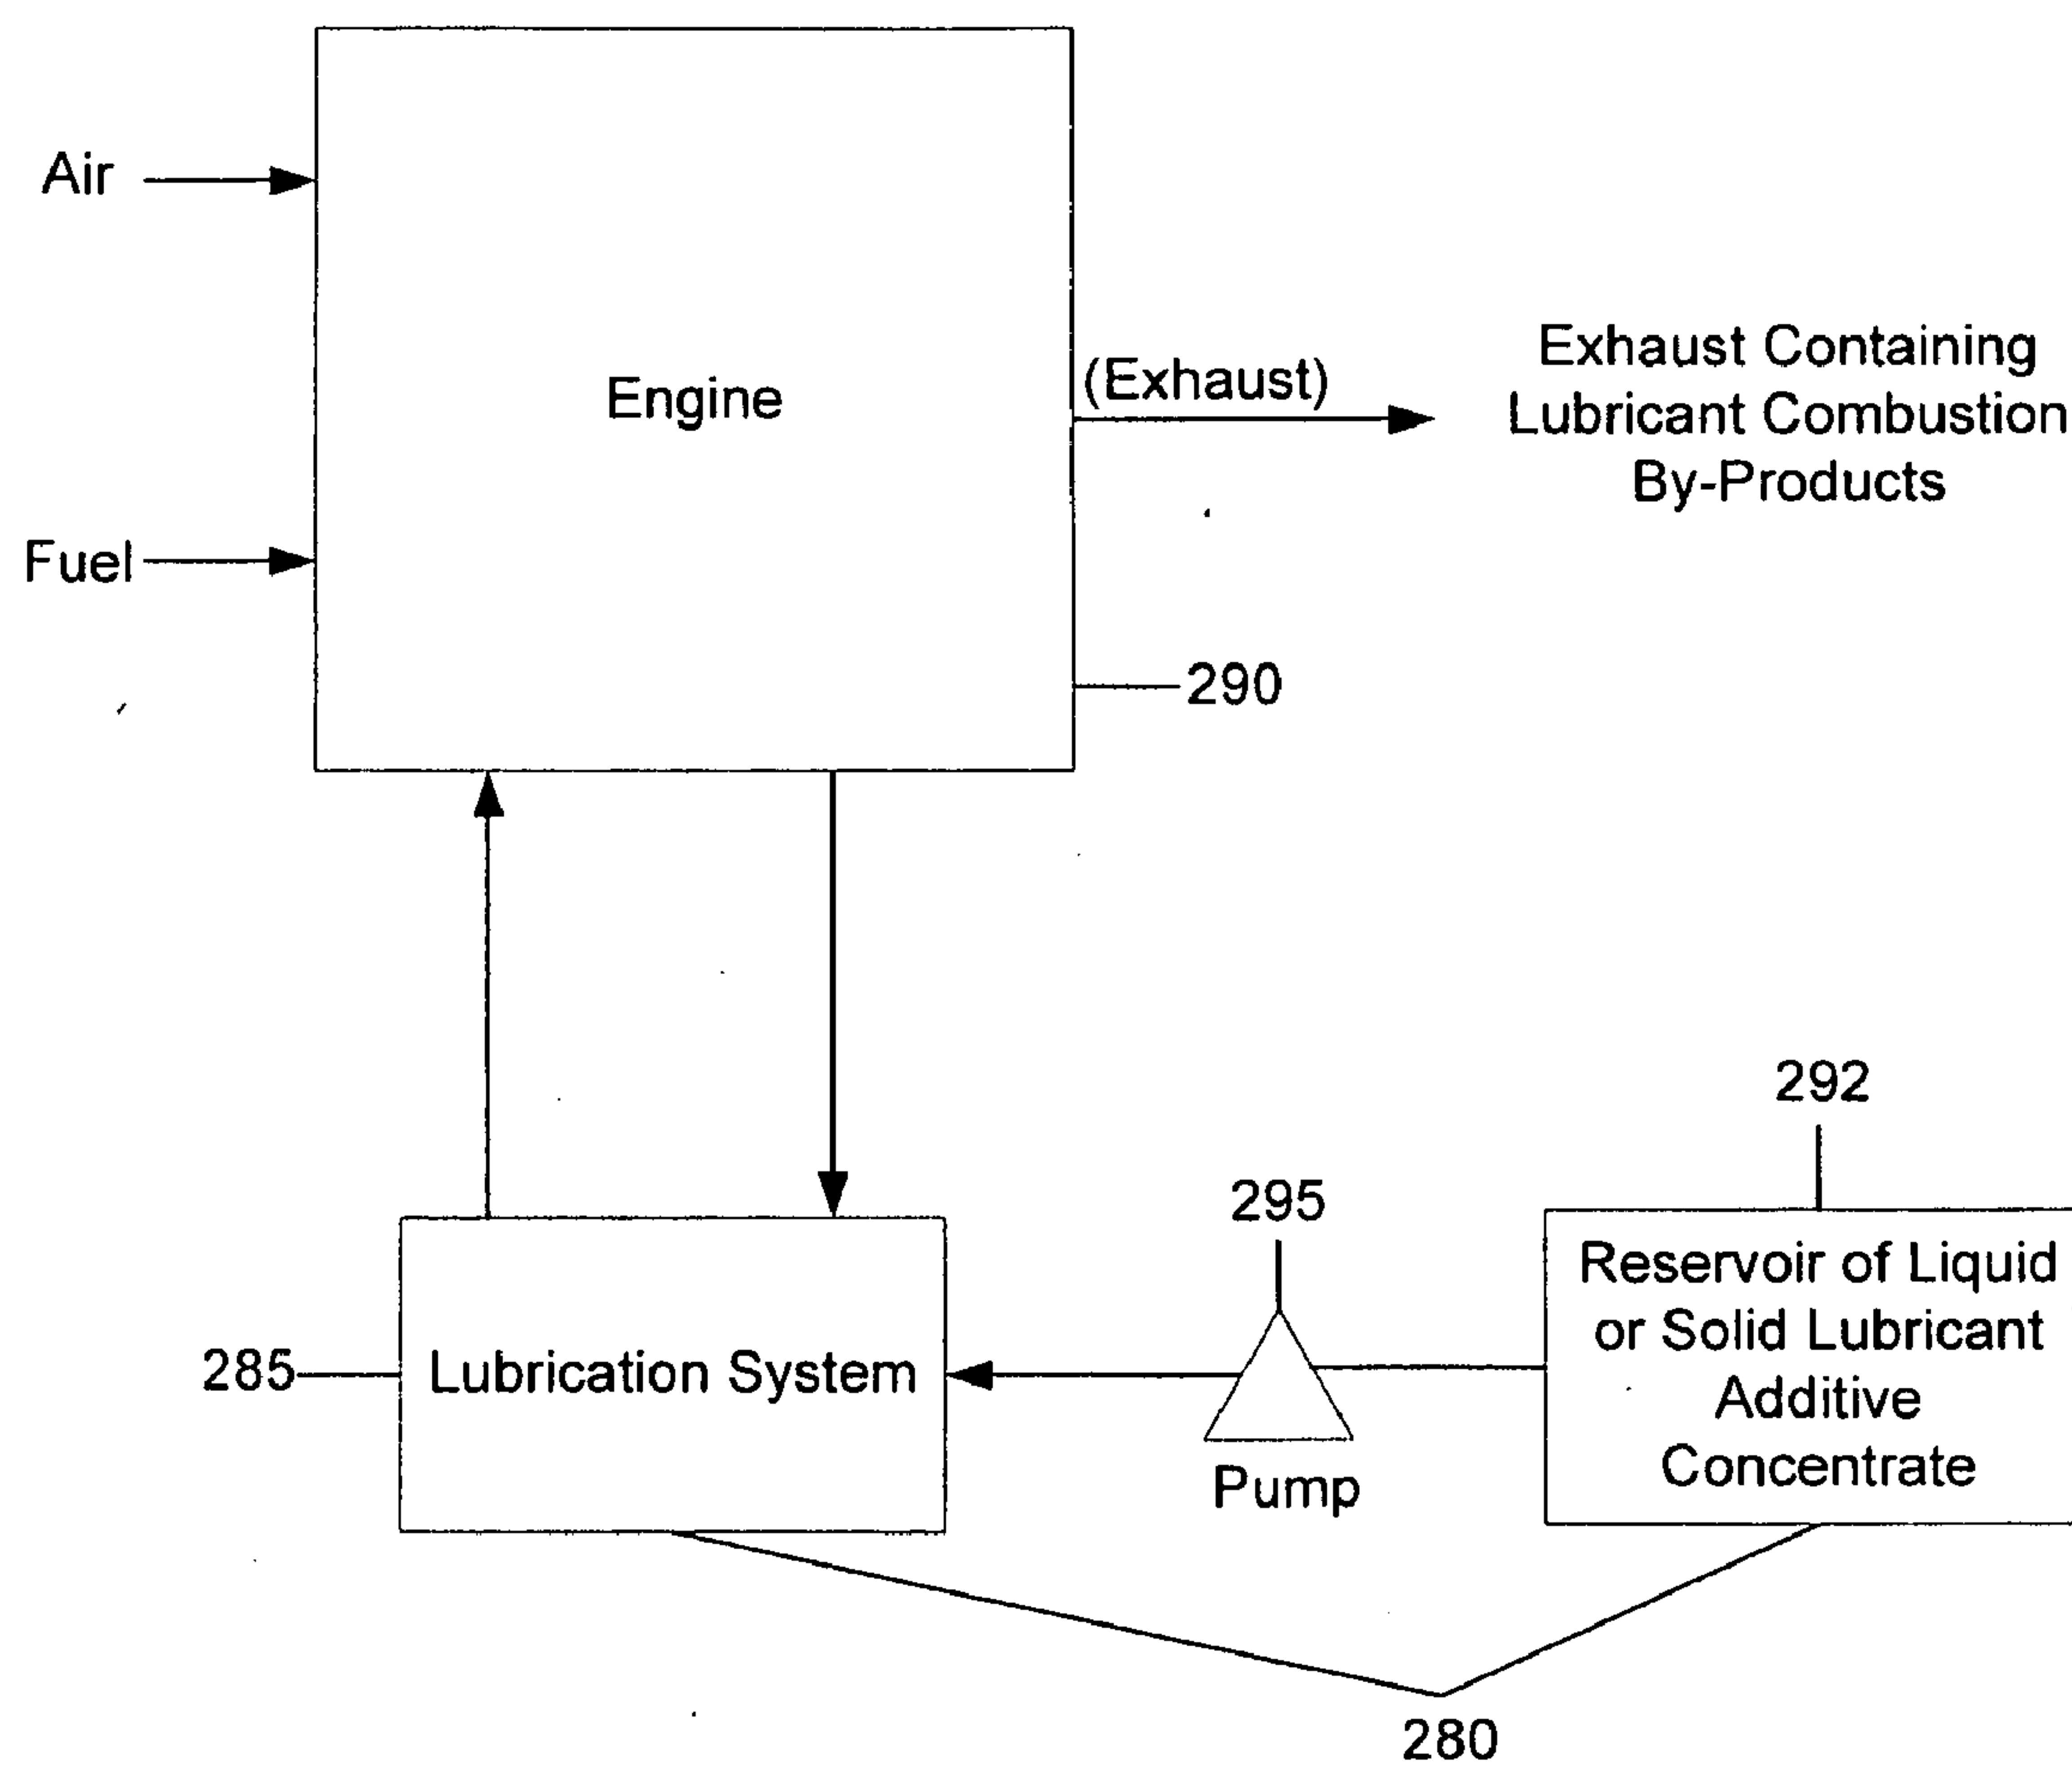 Air
Engine
(Exhaust)
Exhaust Containing
Lubricant Combustion
By-Products
Fuel
290
292
295
Reservoir of Liquid
or Solid Lubricant
Additive
Concentrate
285
Lubrication System
Pump
280